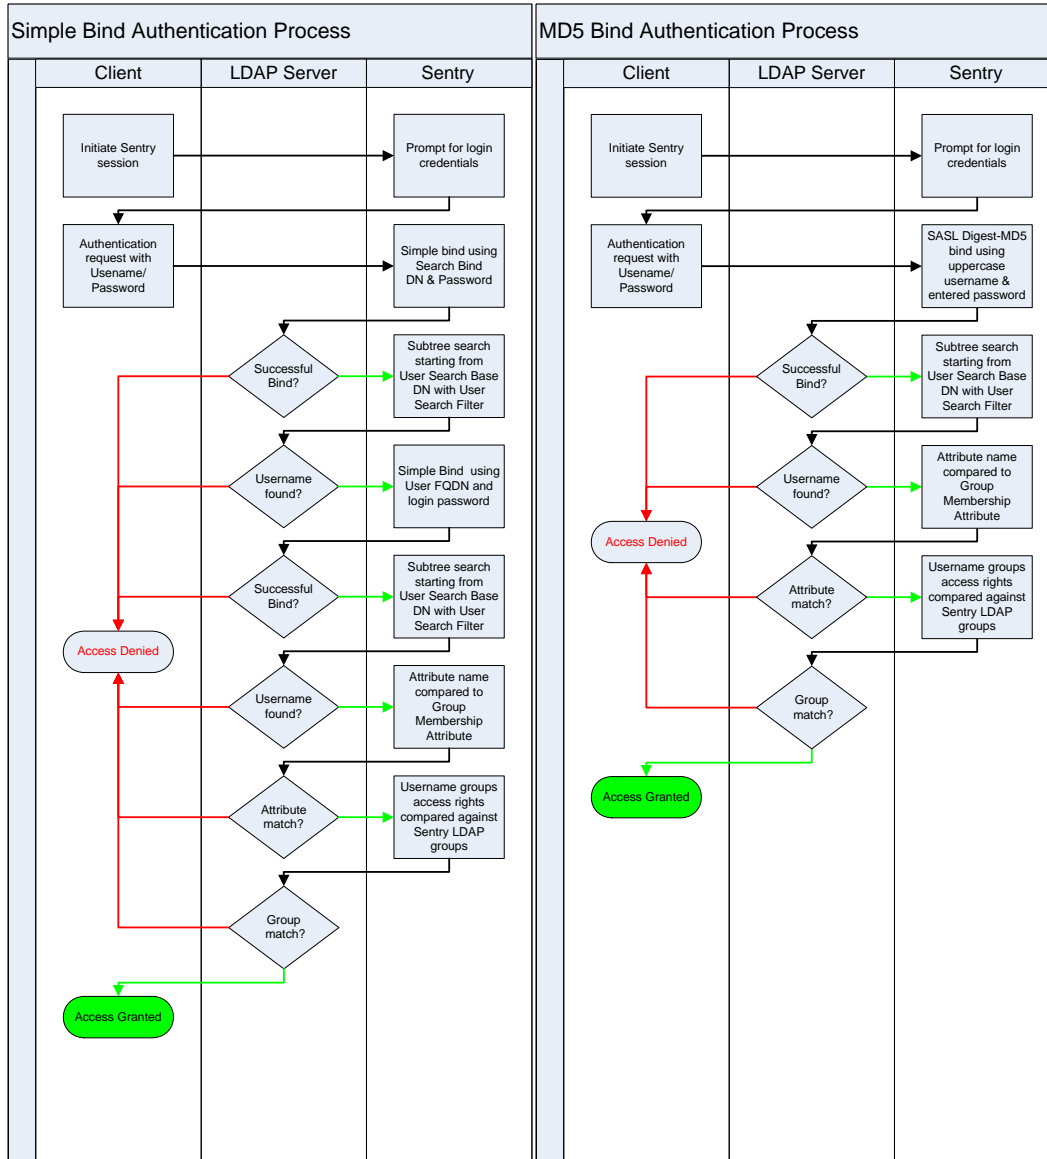 Simple Bind Authentication Process
Client
LDAP Server
Sentry
Initiate Sentry
session
Prompt for login
credentials
Authentication
request with
Usename/
Password
Simple bind using
Search Bind
DN & Password
Successful
Bind?
Subtree search
starting from
User Search Base
DN with User
Search Filter
Username
found?
Simple Bind  using
User FQDN and
login password
Successful
Bind?
Subtree search
starting from
User Search Base
DN with User
Search Filter
Access Denied
Username
found?
Attribute name
compared to
Group
Membership
Attribute
Attribute
match?
Username groups
access rights
compared against
Sentry LDAP
groups
Group
match?
Access Granted
MD5 Bind Authentication Process
Client
LDAP Server
Sentry
Initiate Sentry
session
Prompt for login
credentials
Authentication
request with
Usename/
Password
SASL Digest-MD5
bind using
uppercase
username &
entered password
Successful
Bind?
Subtree search
starting from
User Search Base
DN with User
Search Filter
Username
found?
Attribute name
compared to
Group
Membership
Attribute
Access Denied
Attribute
match?
Username groups
access rights
compared against
Sentry LDAP
groups
Group
match?
Access Granted